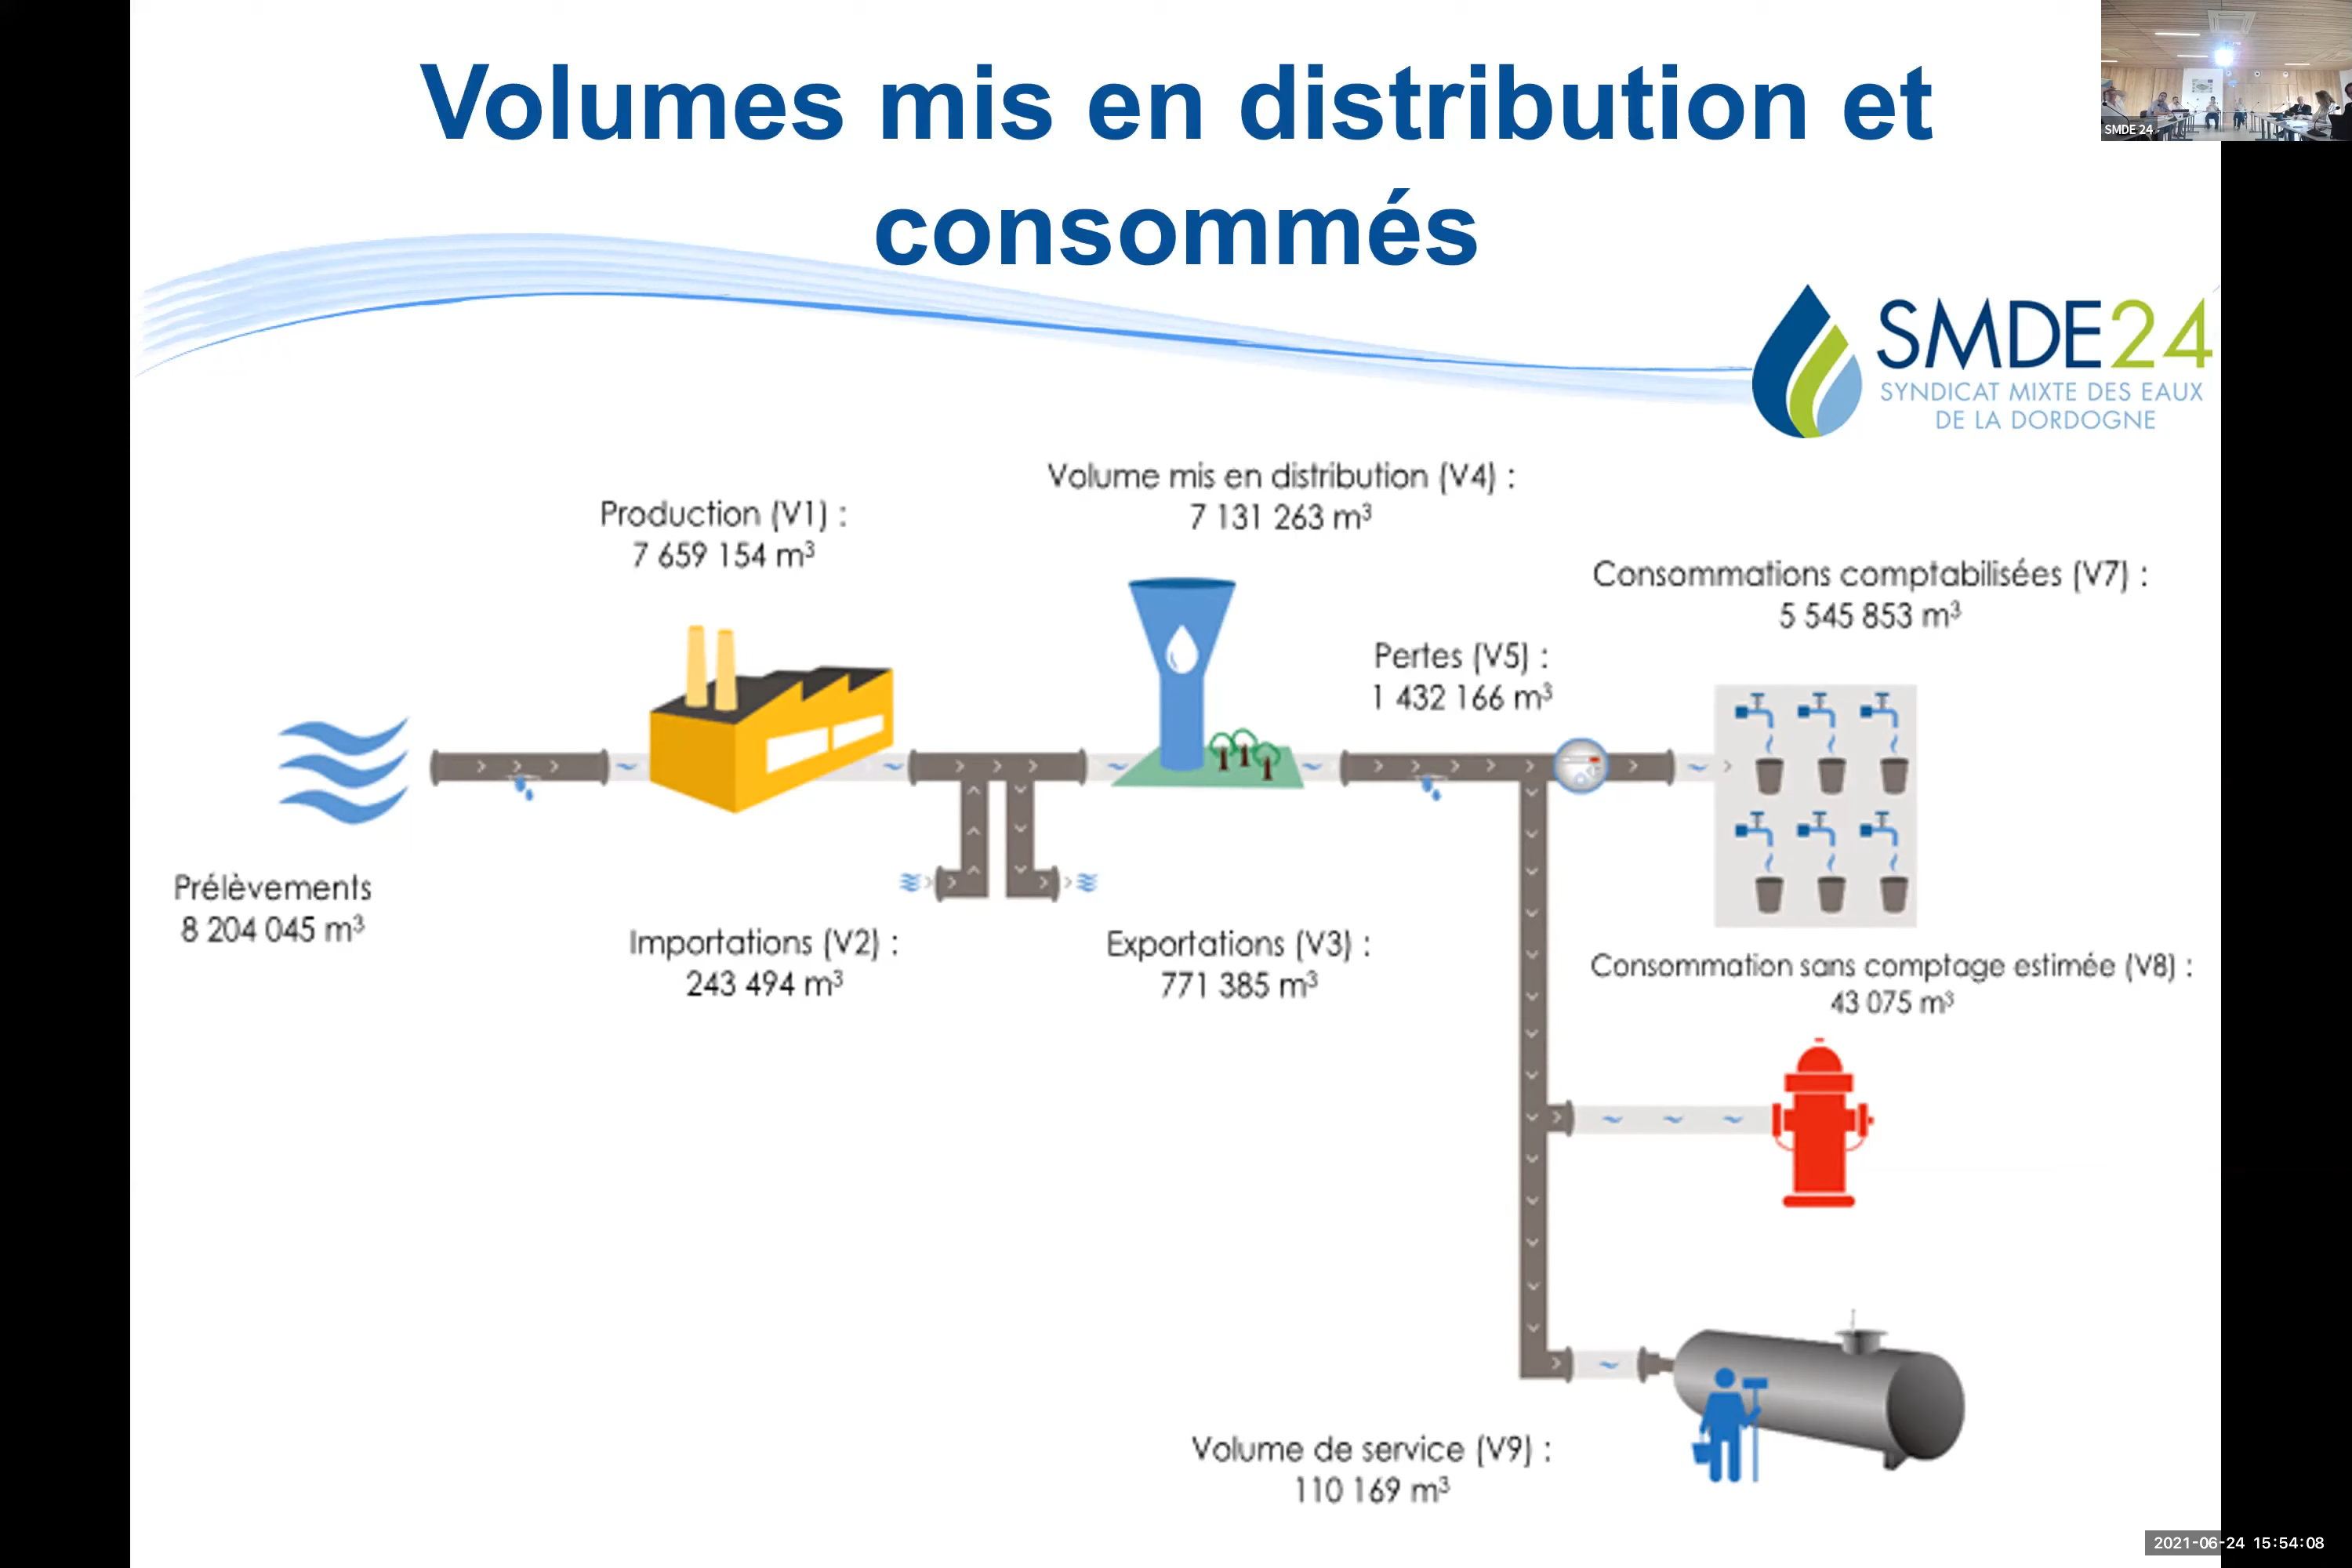 Volumes mis en distribution et
consommés
SMDE 24
SMDE24
SYNDICAT MIXTE DES EAUX
DE LA DORDOGNE
Volume mis en distribution (V4) :
7 131 263 m³
Production (V1) :
7 659 154 m³
Consommations comptabilisées (V7) :
5 545 853 m³
Pertes (V5) :
1 432 166 m³
Prélèvements
8 204 045 m³
Importations (V2) :
243 494 m³
Exportations (V3) :
771 385 m³
Consommation sans comptage estimée (V8) :
43 075 m³
Volume de service (V9) :
110 169 m³
2021-06-24 15:54:08